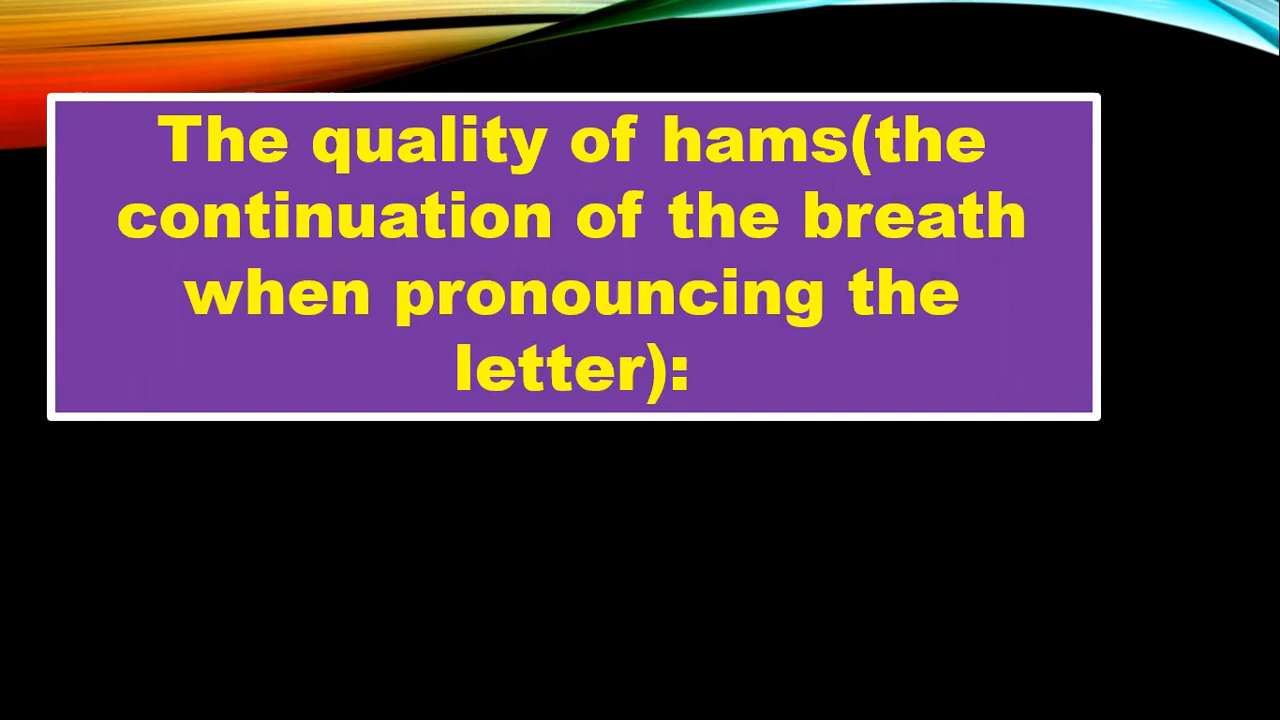 The quality of hams(the
continuation of the breath
when pronouncing the
letter):